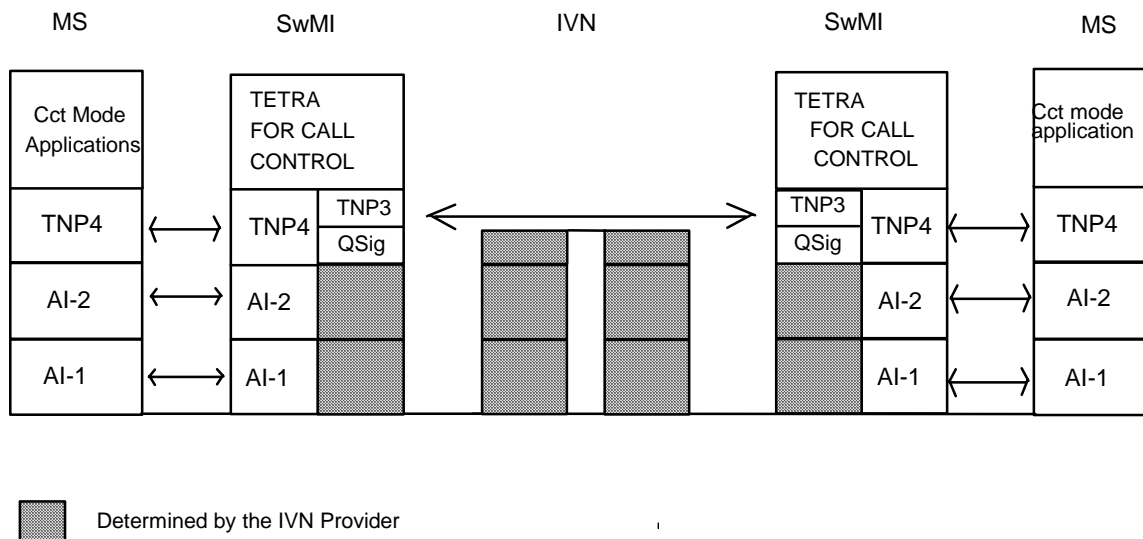 MS SwMI IVN SwMI MS
Cct Mode
Applications
TETRA
FOR CALL
CONTROL
TETRA
FOR CALL
CONTROL
Cct mode
application
TNP4 TNP4 TNP3 TNP3 TNP4 TNP4
QSig QSig
AI-2 AI-2 AI-2 AI-2
AI-1 AI-1 AI-1 AI-1
Determined by the IVN Provider